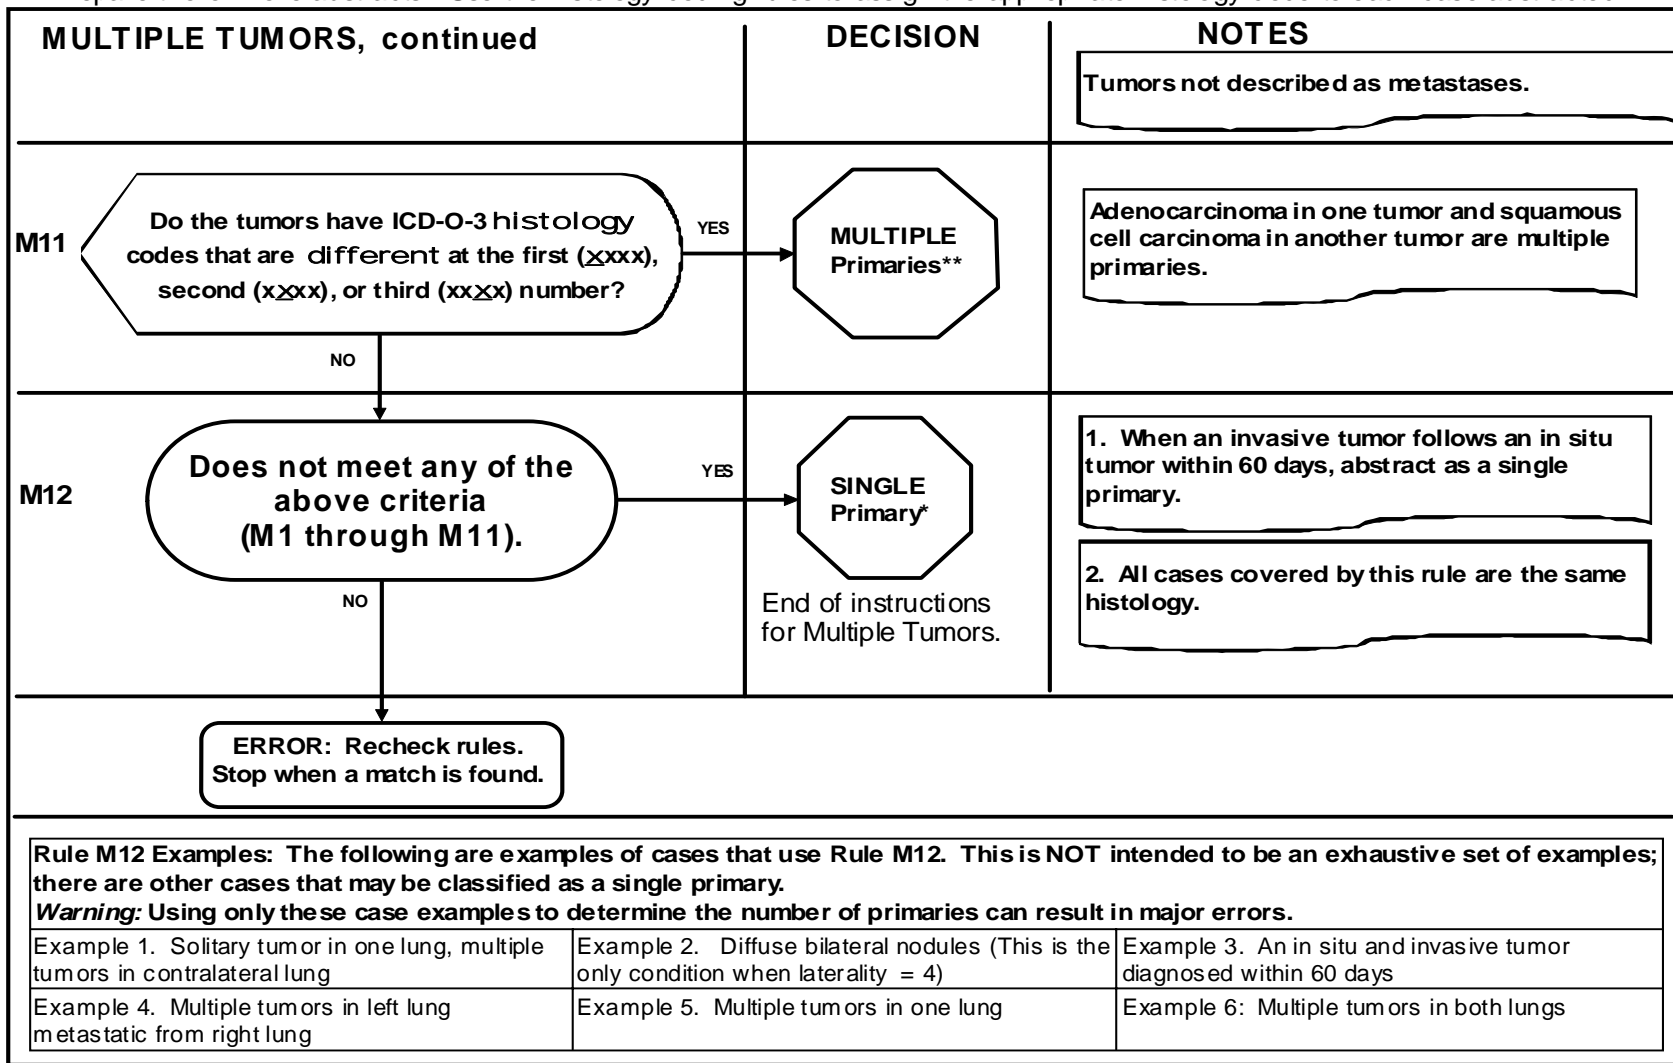 MULTIPLE TUMORS, continued
DECISION
NOTES
Tumors not described as metastases.
M11
Do the tumors have ICD-O-3 histology
codes that are different at the first (xxxx),
second (xxxx), or third (xxxx) number?
YES
MULTIPLE
Primaries**
Adenocarcinoma in one tumor and squamous
cell carcinoma in another tumor are multiple
primaries.
NO
M12
Does not meet any of the
above criteria
(M1 through M11).
YES
SINGLE
Primary*
End of instructions
for Multiple Tumors.
1. When an invasive tumor follows an in situ
tumor within 60 days, abstract as a single
primary.
2. All cases covered by this rule are the same
histology.
NO
ERROR: Recheck rules.
Stop when a match is found.
Rule M12 Examples: The following are examples of cases that use Rule M12. This is NOT intended to be an exhaustive set of examples;
there are other cases that may be classified as a single primary.
Warning: Using only these case examples to determine the number of primaries can result in major errors.
Example 1. Solitary tumor in one lung, multiple
tumors in contralateral lung
Example 2. Diffuse bilateral nodules (This is the
only condition when laterality = 4)
Example 3. An in situ and invasive tumor
diagnosed within 60 days
Example 4. Multiple tumors in left lung
metastatic from right lung
Example 5. Multiple tumors in one lung
Example 6: Multiple tumors in both lungs